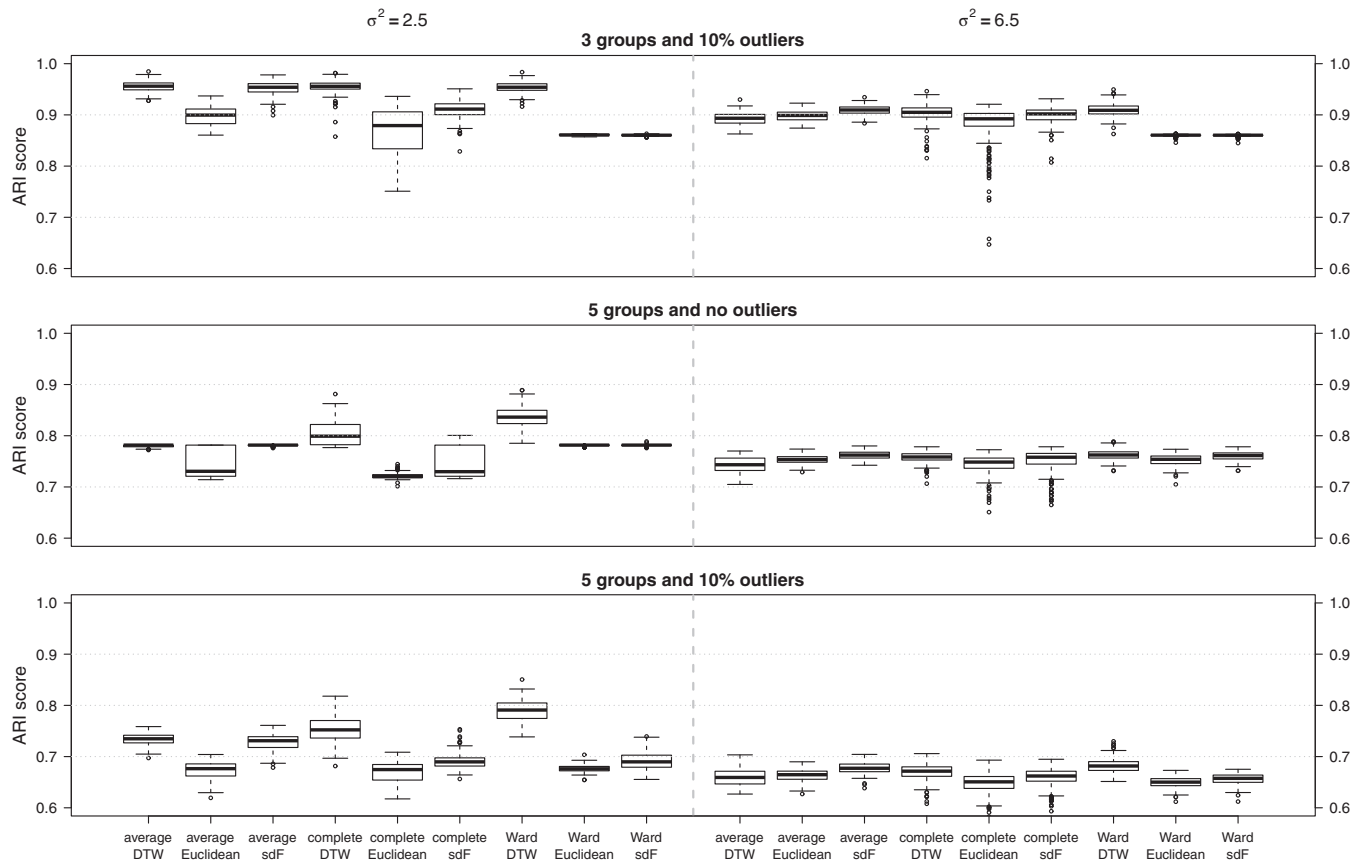 σ² = 2.5
σ² = 6.5
3 groups and 10% outliers
ARI score
1.0
0.9
0.8
0.7
0.6
1.0
0.9
0.8
0.7
0.6
5 groups and no outliers
1.0
0.9
0.8
0.7
0.6
1.0
0.9
0.8
0.7
0.6
5 groups and 10% outliers
ARI score
1.0
0.9
0.8
0.7
0.6
1.0
0.9
0.8
0.7
0.6
average
DTW
average
Euclidean
average
sdF
complete
DTW
complete
Euclidean
complete
sdF
Ward
DTW
Ward
Euclidean
Ward
sdF
average
DTW
average
Euclidean
average
sdF
complete
DTW
complete
Euclidean
complete
sdF
Ward
DTW
Ward
Euclidean
Ward
sdF